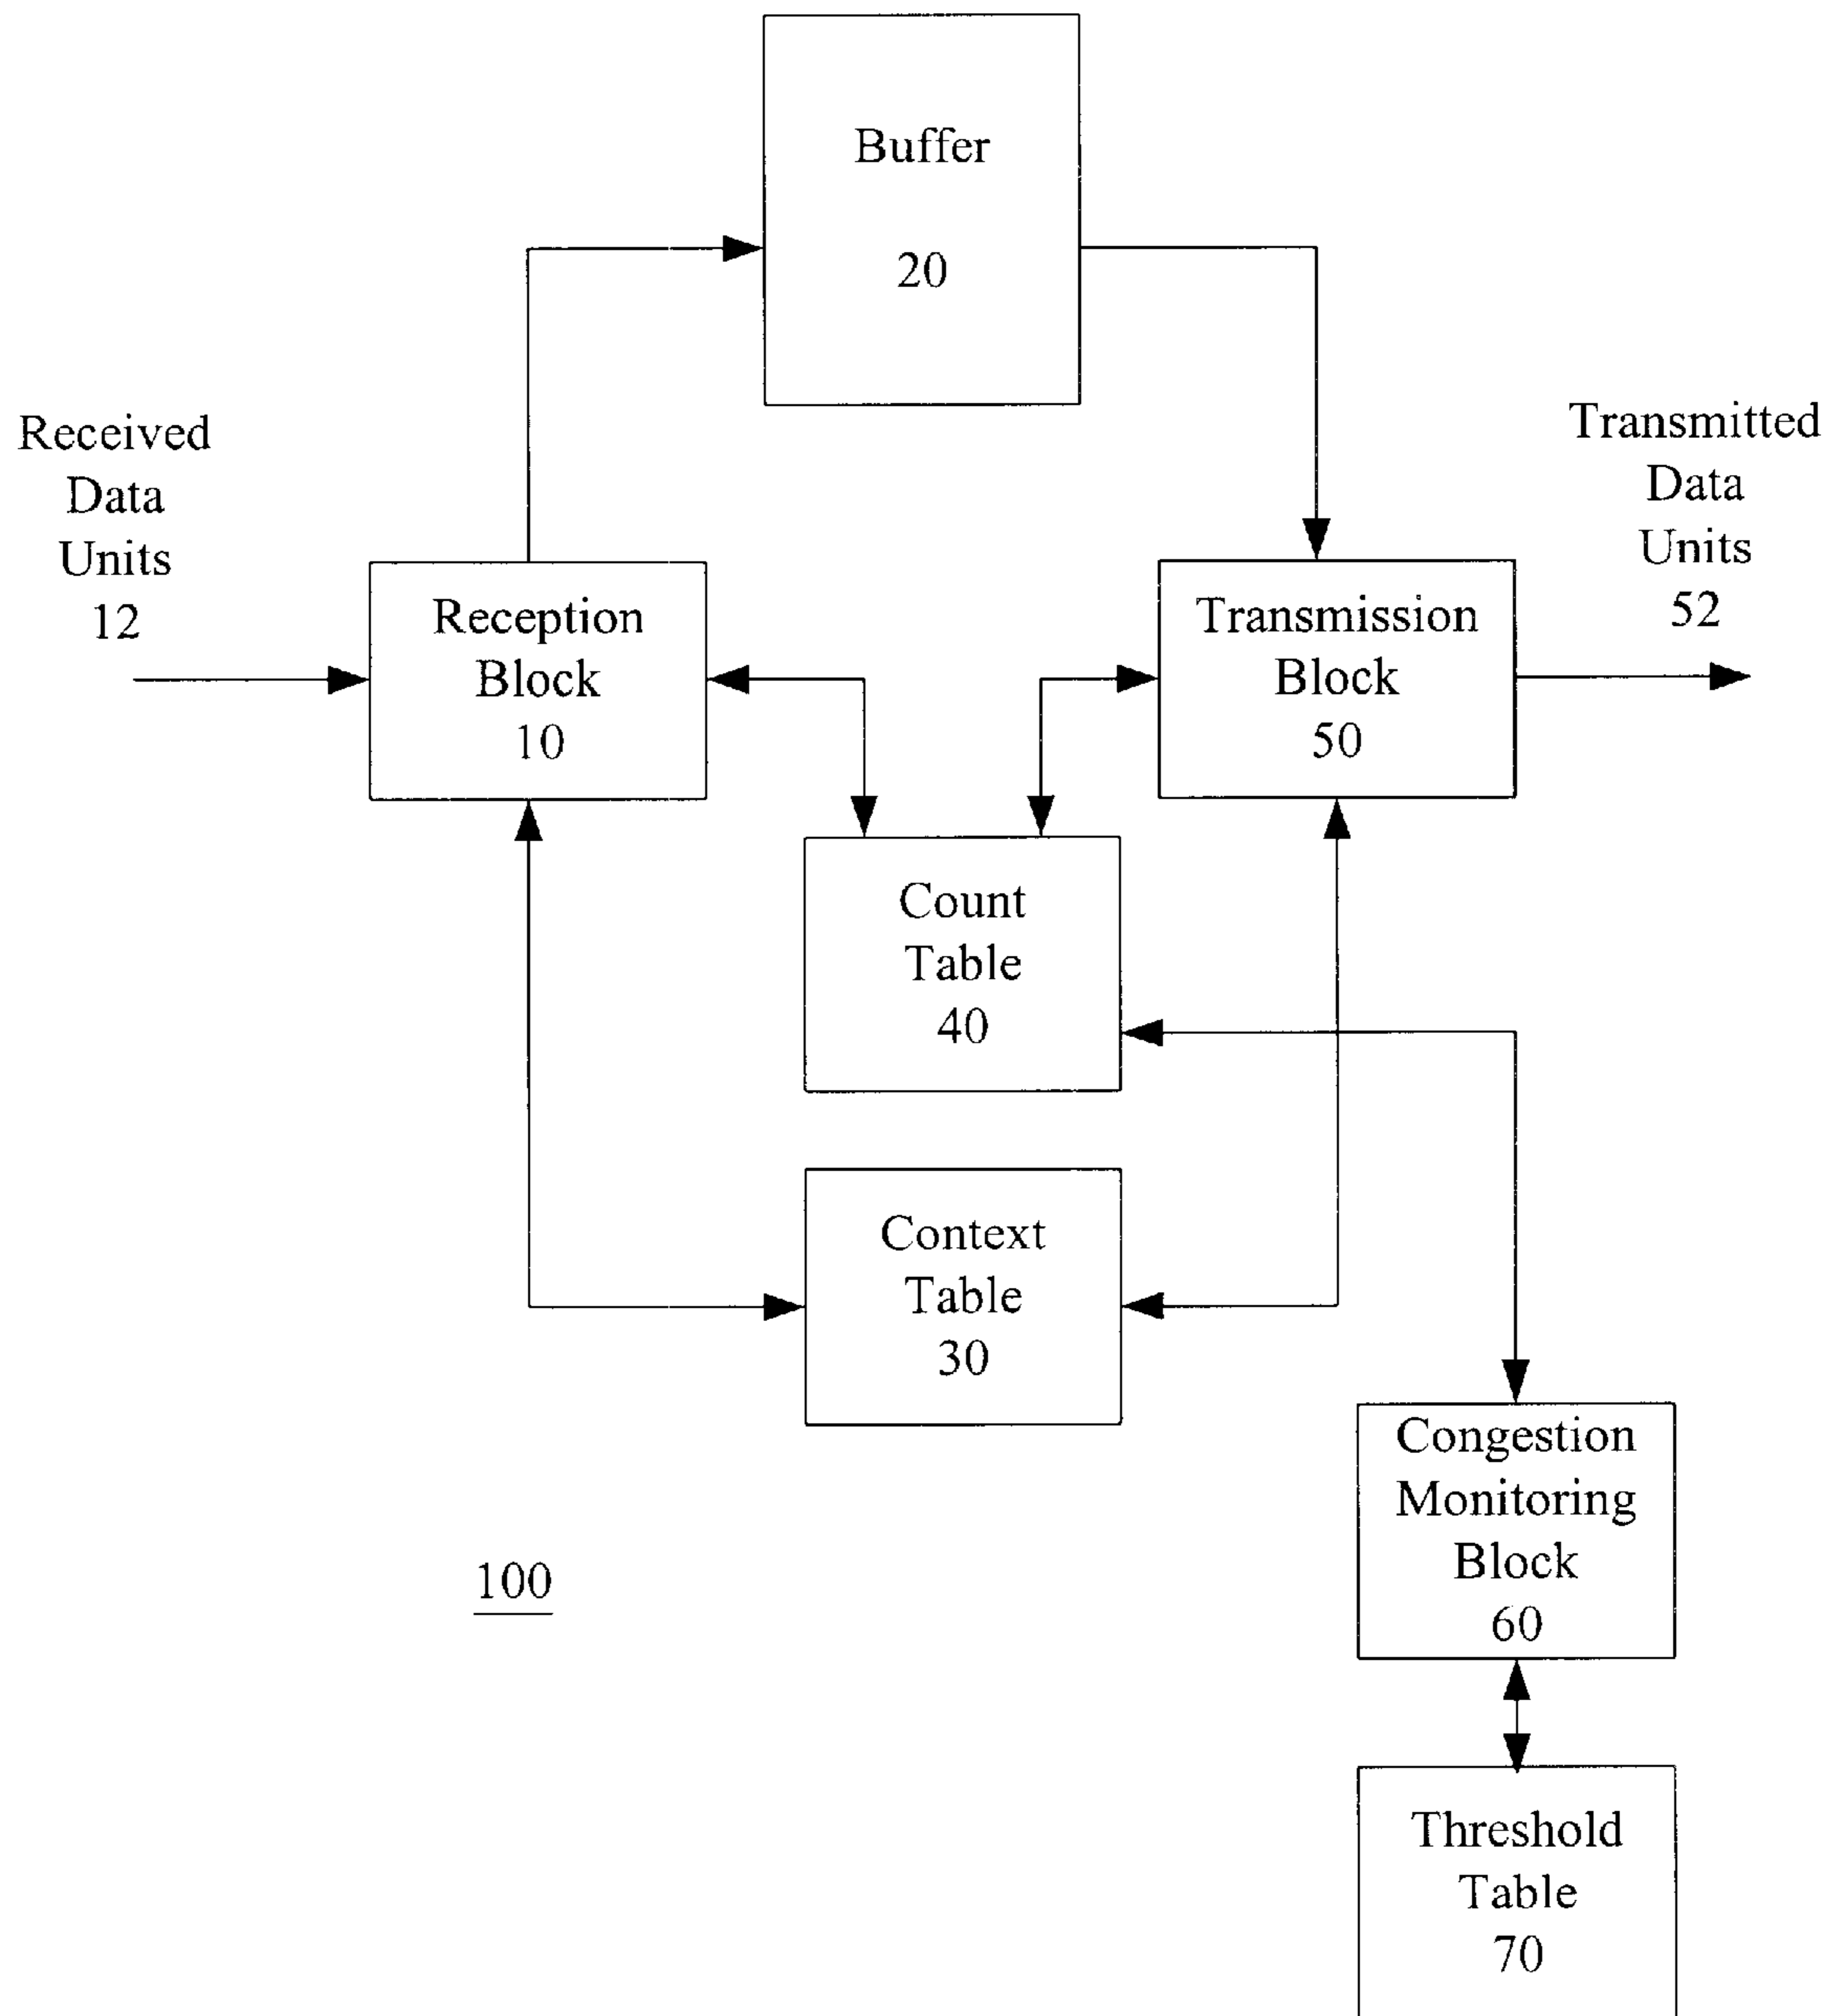 Buffer
20
Received
Data
Units
12
Transmitted
Data
Units
52
Reception
Block
10
Transmission
Block
50
Count
Table
40
Context
Table
30
Congestion
Monitoring
Block
60
100
Threshold
Table
70